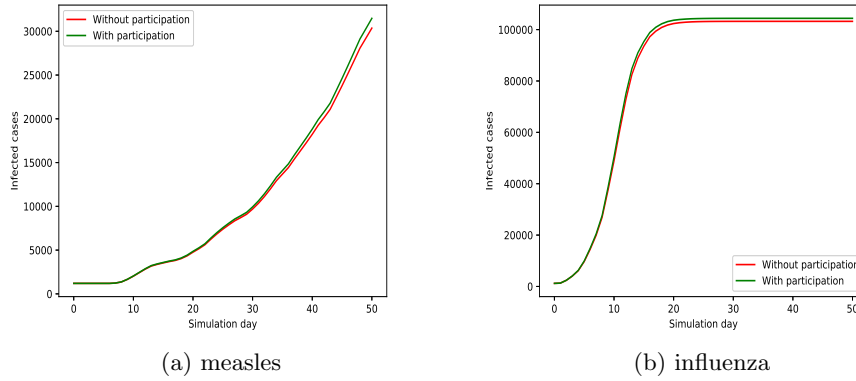 Without participation
With participation
30000
25000
20000
15000
10000
5000
0
Infected cases
0 10 20 30 40 50
Simulation day
(a) measles
100000
80000
60000
40000
20000
0
Infected cases
Without participation
With participation
0 10 20 30 40 50
Simulation day
(b) influenza